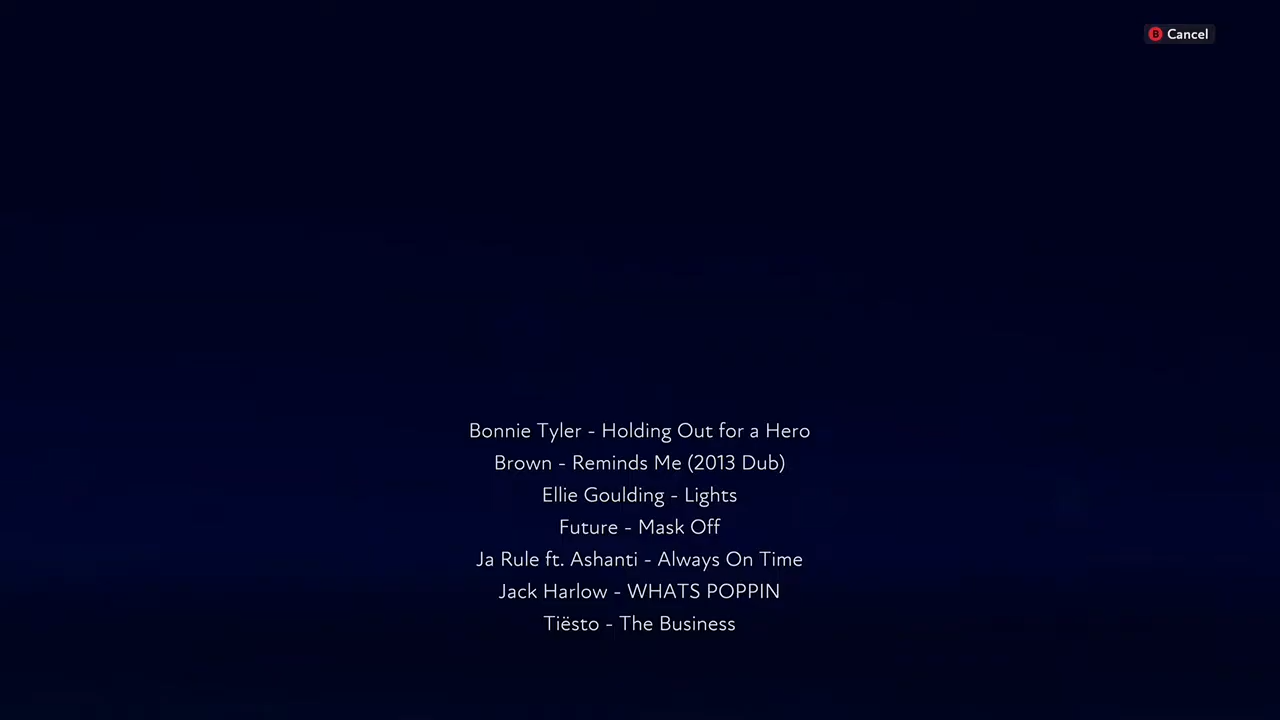 B Cancel
Bonnie Tyler - Holding Out for a Hero
Brown - Reminds Me (2013 Dub)
Ellie Goulding - Lights
Future - Mask Off
Ja Rule ft. Ashanti - Always On Time
Jack Harlow - WHATS POPPIN
Tiësto - The Business